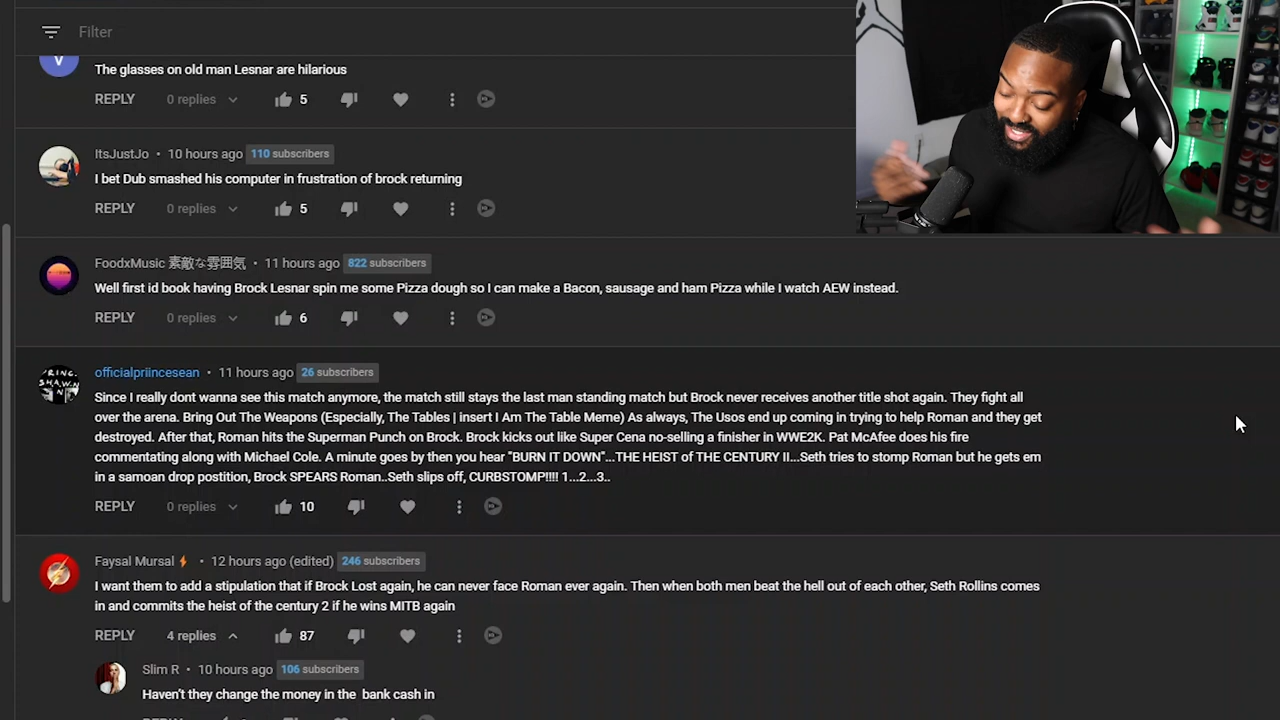 Filter
V
The glasses on old man Lesnar are hilarious
REPLY 0 replies 5
ItsJustJo • 10 hours ago 110 subscribers
I bet Dub smashed his computer in frustration of brock returning
REPLY 0 replies 5
FoodxMusic 素敵な雰囲気 • 11 hours ago 822 subscribers
Well first id book having Brock Lesnar spin me some Pizza dough so I can make a Bacon, sausage and ham Pizza while I watch AEW instead.
REPLY 0 replies 6
officialpriincesean • 11 hours ago 26 subscribers
Since I really dont wanna see this match anymore, the match still stays the last man standing match but Brock never receives another title shot again. They fight all
over the arena. Bring Out The Weapons (Especially, The Tables | insert I Am The Table Meme) As always, The Usos end up coming in trying to help Roman and they get
destroyed. After that, Roman hits the Superman Punch on Brock. Brock kicks out like Super Cena no-selling a finisher in WWE2K. Pat McAfee does his fire
commentating along with Michael Cole. A minute goes by then you hear "BURN IT DOWN"...THE HEIST of THE CENTURY II...Seth tries to stomp Roman but he gets em
in a samoan drop postition, Brock SPEARS Roman..Seth slips off, CURBSTOMP!!!! 1...2...3..
REPLY 0 replies 10
Faysal Mursal • 12 hours ago (edited) 246 subscribers
I want them to add a stipulation that if Brock Lost again, he can never face Roman ever again. Then when both men beat the hell out of each other, Seth Rollins comes
in and commits the heist of the century 2 if he wins MITB again
REPLY 4 replies 87
Slim R • 10 hours ago 106 subscribers
Haven't they change the money in the bank cash in